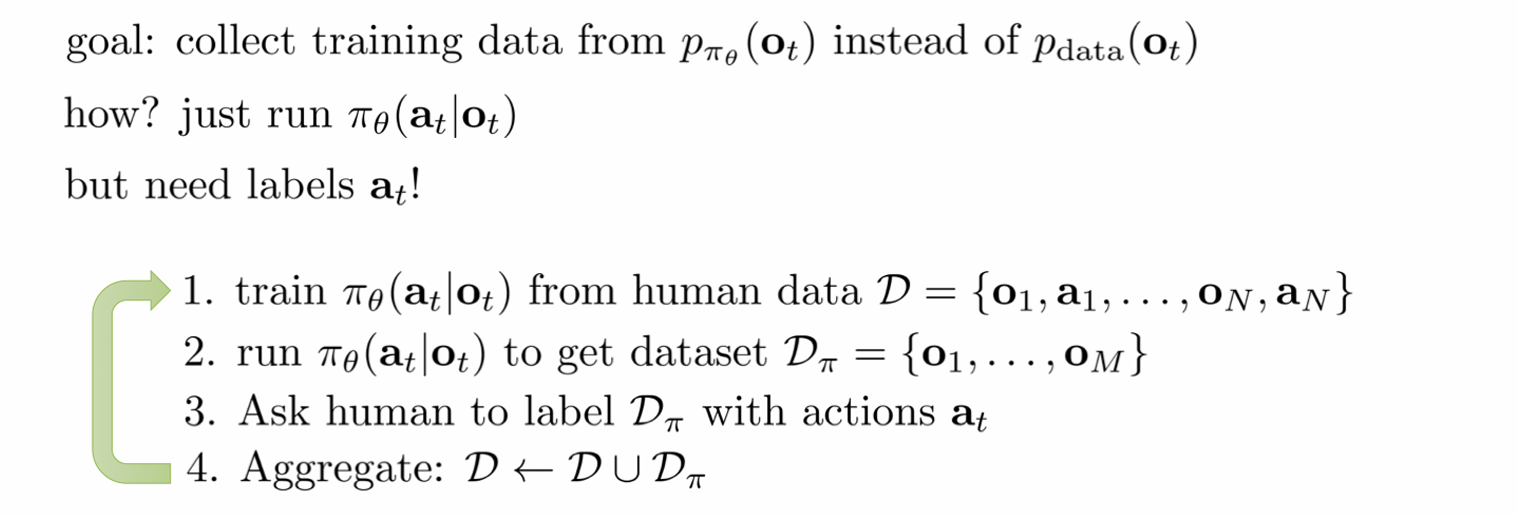 goal: collect training data from $p_{\pi_\theta}(\mathbf{o}_t)$ instead of $p_{\text{data}}(\mathbf{o}_t)$
how? just run $\pi_\theta(\mathbf{a}_t|\mathbf{o}_t)$
but need labels $\mathbf{a}_t$!
1. train $\pi_\theta(\mathbf{a}_t|\mathbf{o}_t)$ from human data $\mathcal{D} = \{\mathbf{o}_1, \mathbf{a}_1, \ldots, \mathbf{o}_N, \mathbf{a}_N\}$
2. run $\pi_\theta(\mathbf{a}_t|\mathbf{o}_t)$ to get dataset $\mathcal{D}_\pi = \{\mathbf{o}_1, \ldots, \mathbf{o}_M\}$
3. Ask human to label $\mathcal{D}_\pi$ with actions $\mathbf{a}_t$
4. Aggregate: $\mathcal{D} \leftarrow \mathcal{D} \cup \mathcal{D}_\pi$